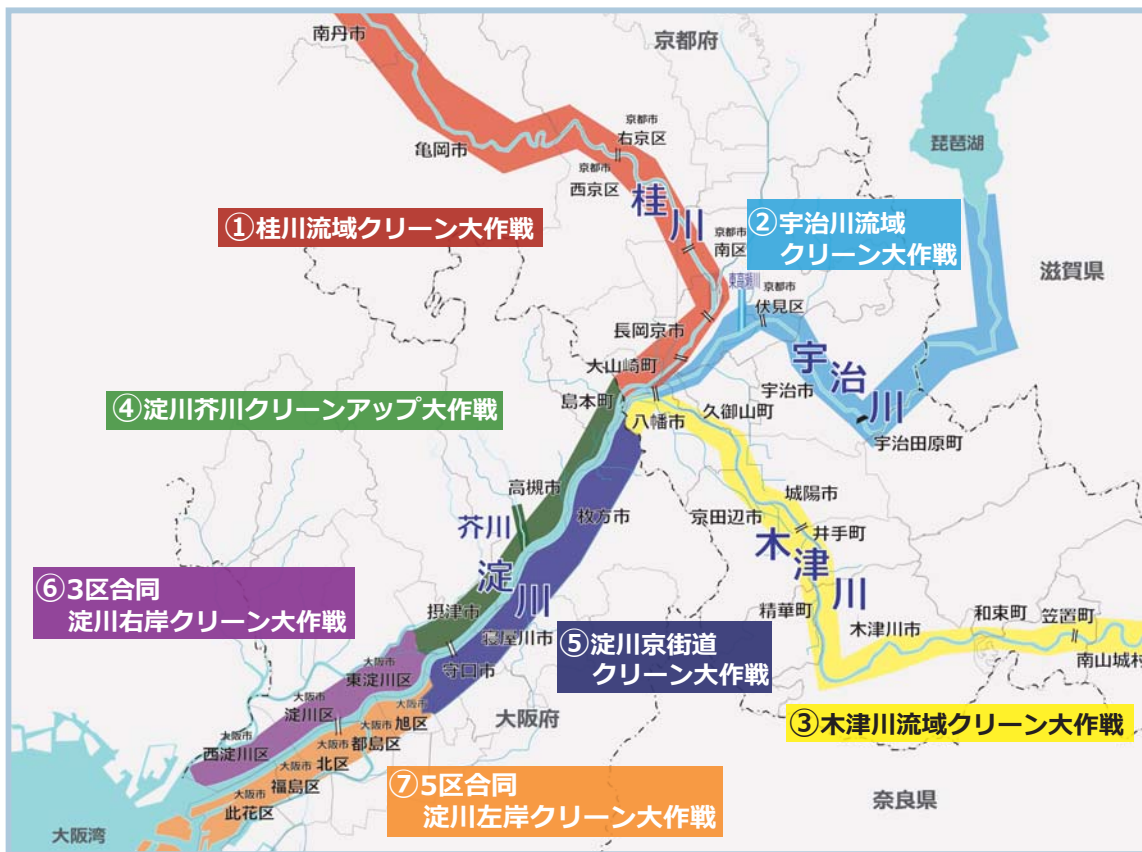 南丹市
京都府
京都市
右京区
亀岡市
琵琶湖
京都市
西京区
桂川
①桂川流域クリーン大作戦
②宇治川流域
クリーン大作戦
京都市
南区
滋賀県
東高瀬川
京都市
伏見区
長岡京市
宇治川
大山崎町
宇治市
島本町
久御山町
④淀川芥川クリーンアップ大作戦
八幡市
宇治田原町
高槻市
城陽市
枚方市
京田辺市
井手町
芥川
木津川
淀川
⑥3区合同
淀川右岸クリーン大作戦
摂津市
精華町
和束町
笠置町
寝屋川市
木津川市
⑤淀川京街道
クリーン大作戦
守口市
南山城村
大阪市
東淀川区
大阪市
淀川区
大阪市
旭区
大阪府
③木津川流域クリーン大作戦
大阪市
西淀川区
大阪市
都島区
大阪市
北区
⑦5区合同
淀川左岸クリーン大作戦
大阪市
福島区
大阪市
此花区
奈良県
大阪湾